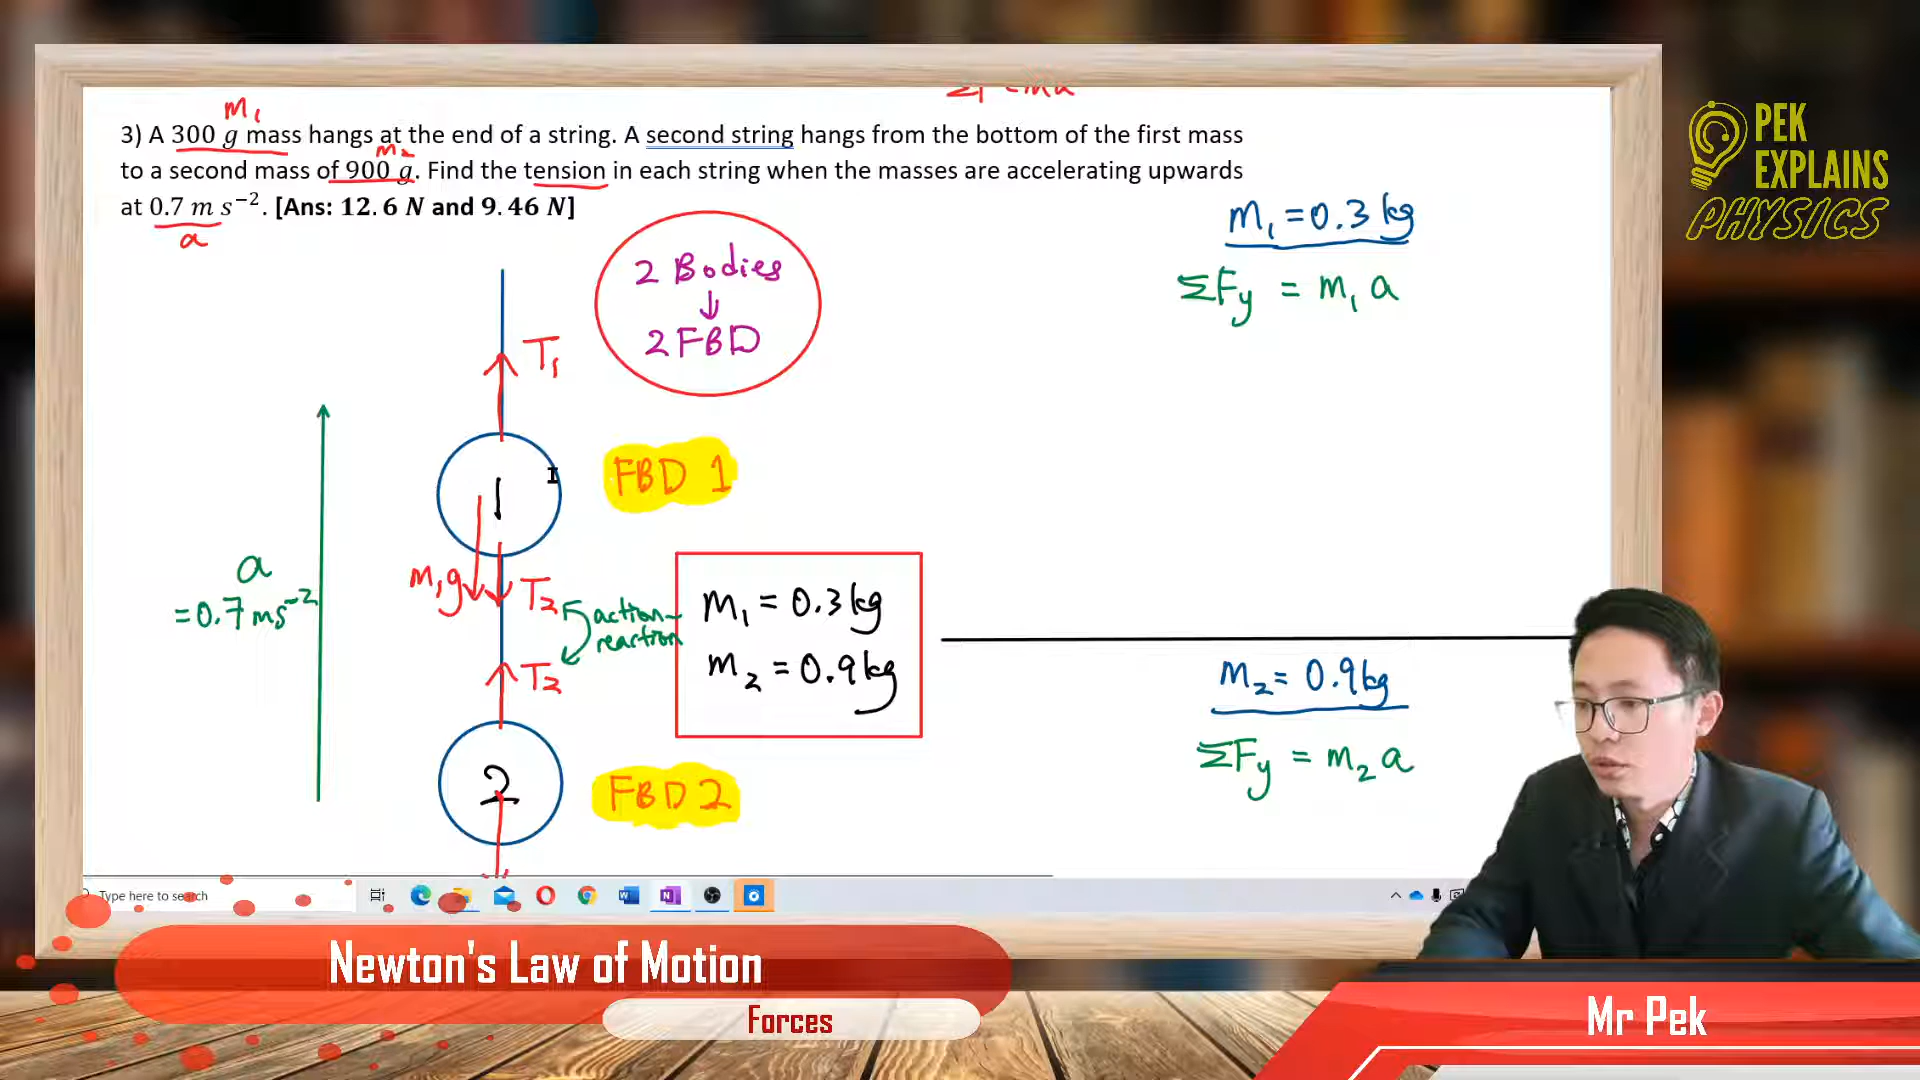 m₁
3) A 300 g mass hangs at the end of a string. A second string hangs from the bottom of the first mass
m₂
to a second mass of 900 g. Find the tension in each string when the masses are accelerating upwards
at 0.7 m s⁻². [Ans: 12.6 N and 9.46 N]
a
PEK
EXPLAINS
PHYSICS
m₁ = 0.3 kg
ΣFy = m₁ a
2 Bodies
↓
2 FBD
T₁
1
FBD 1
a
= 0.7 ms⁻²
m₁g
T₂
action-
reaction
T₂
m₁ = 0.3 kg
m₂ = 0.9 kg
2
FBD 2
m₂ = 0.9 kg
ΣFy = m₂ a
Type here to search
Newton's Law of Motion
Forces
Mr Pek